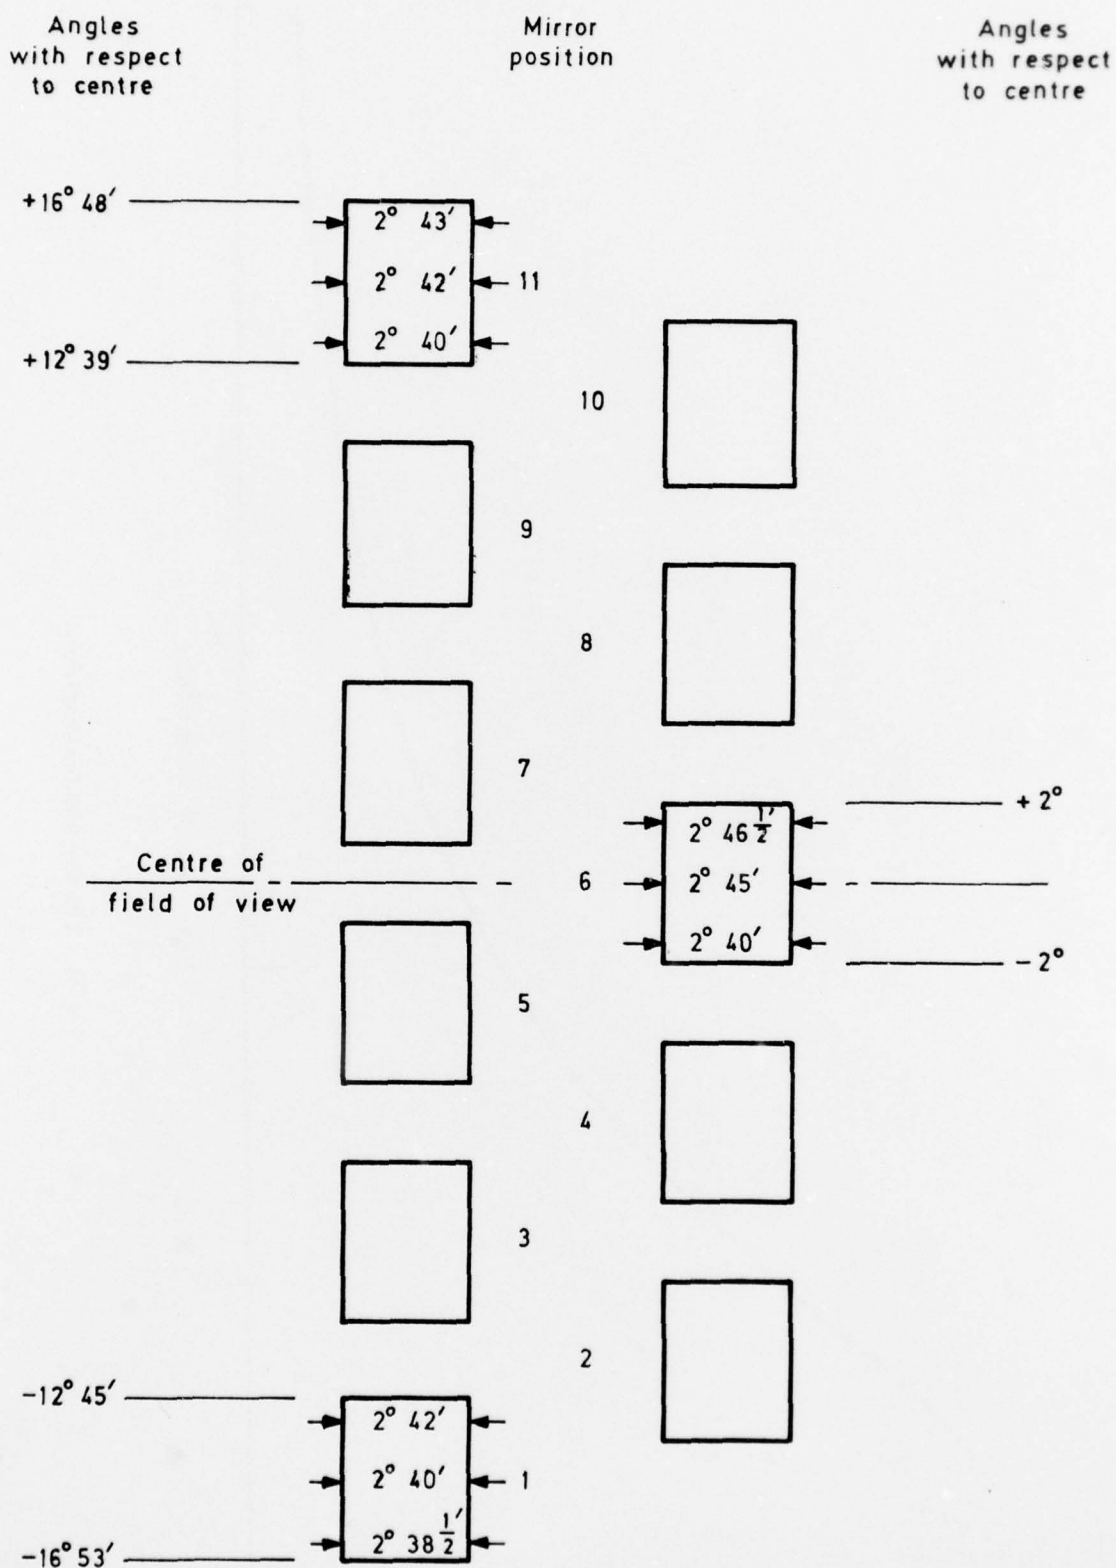 Angles
with respect
to centre
Mirror
position
Angles
with respect
to centre
+16° 48′
2° 43′
2° 42′
11
2° 40′
+12° 39′
10
9
8
7
+ 2°
2° 46 1/2′
Centre of
field of view
6
2° 45′
2° 40′
- 2°
5
4
3
2
-12° 45′
2° 42′
2° 40′
1
2° 38 1/2′
-16° 53′